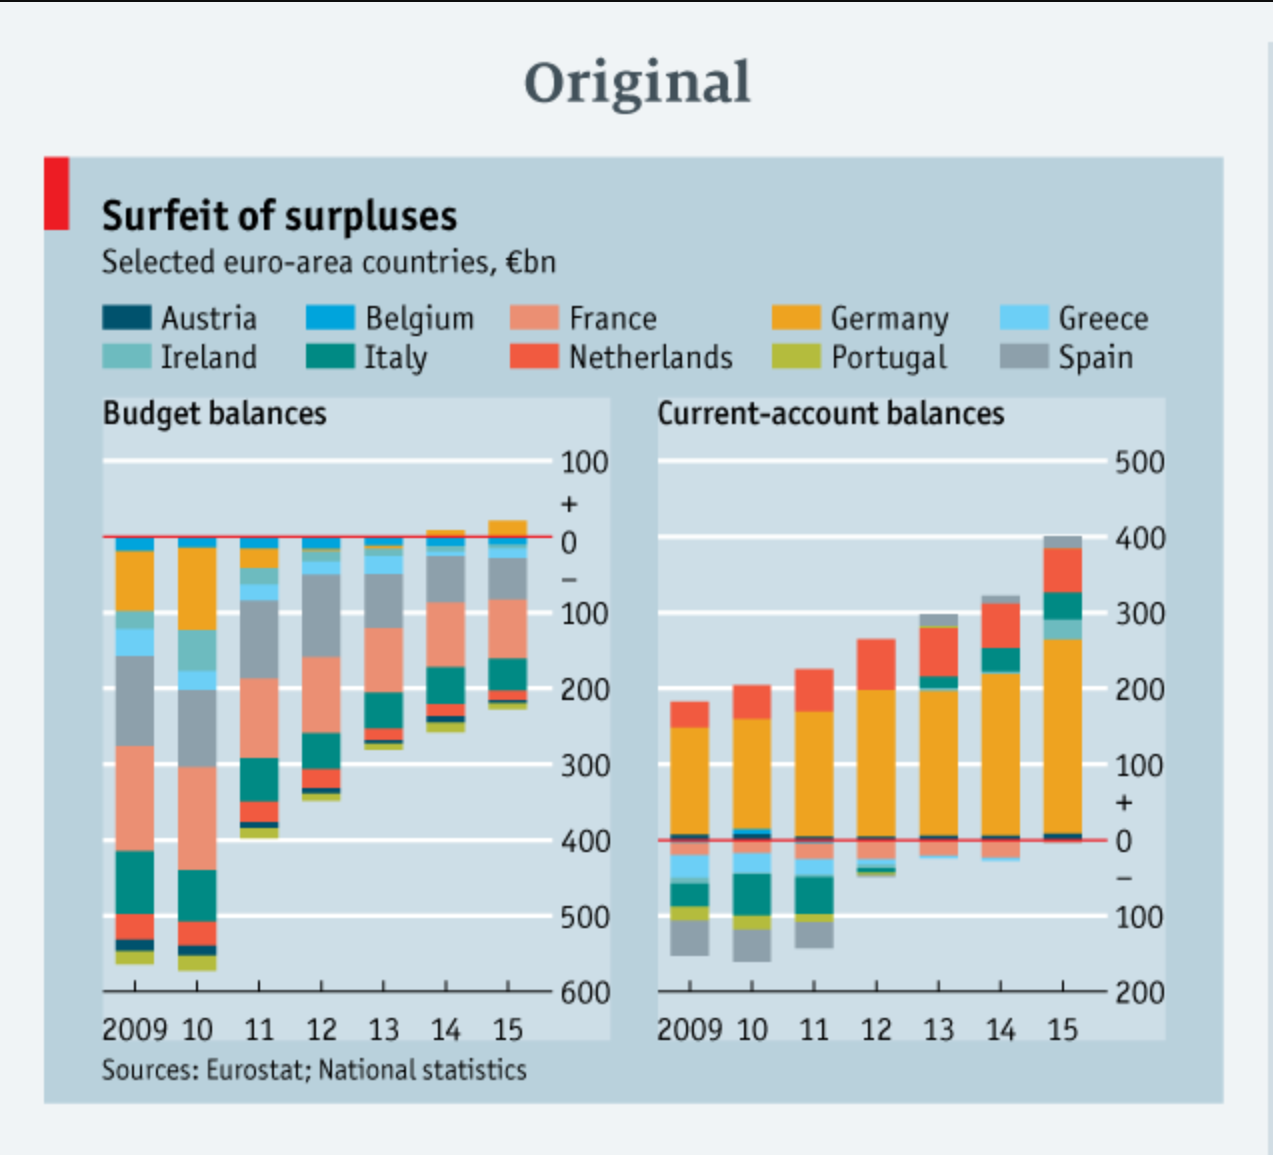 Original
Surfeit of surpluses
Selected euro-area countries, €bn
Austria Belgium France Germany Greece
Ireland Italy Netherlands Portugal Spain
Budget balances
100
+
0
–
100
200
300
400
500
600
2009 10 11 12 13 14 15
Current-account balances
500
400
300
200
100
+
0
–
100
200
2009 10 11 12 13 14 15
Sources: Eurostat; National statistics